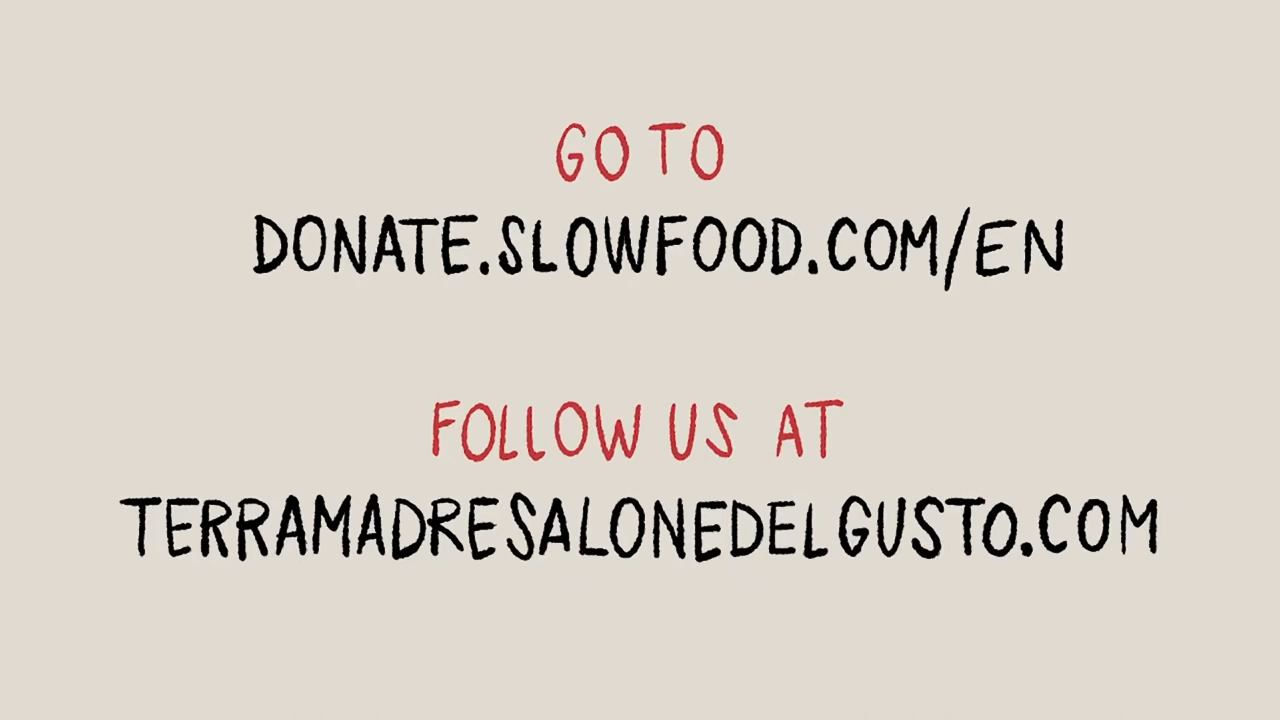 GO TO
DONATE.SLOWFOOD.COM/EN
FOLLOW US AT
TERRAMADRESALONEDELGUSTO.COM